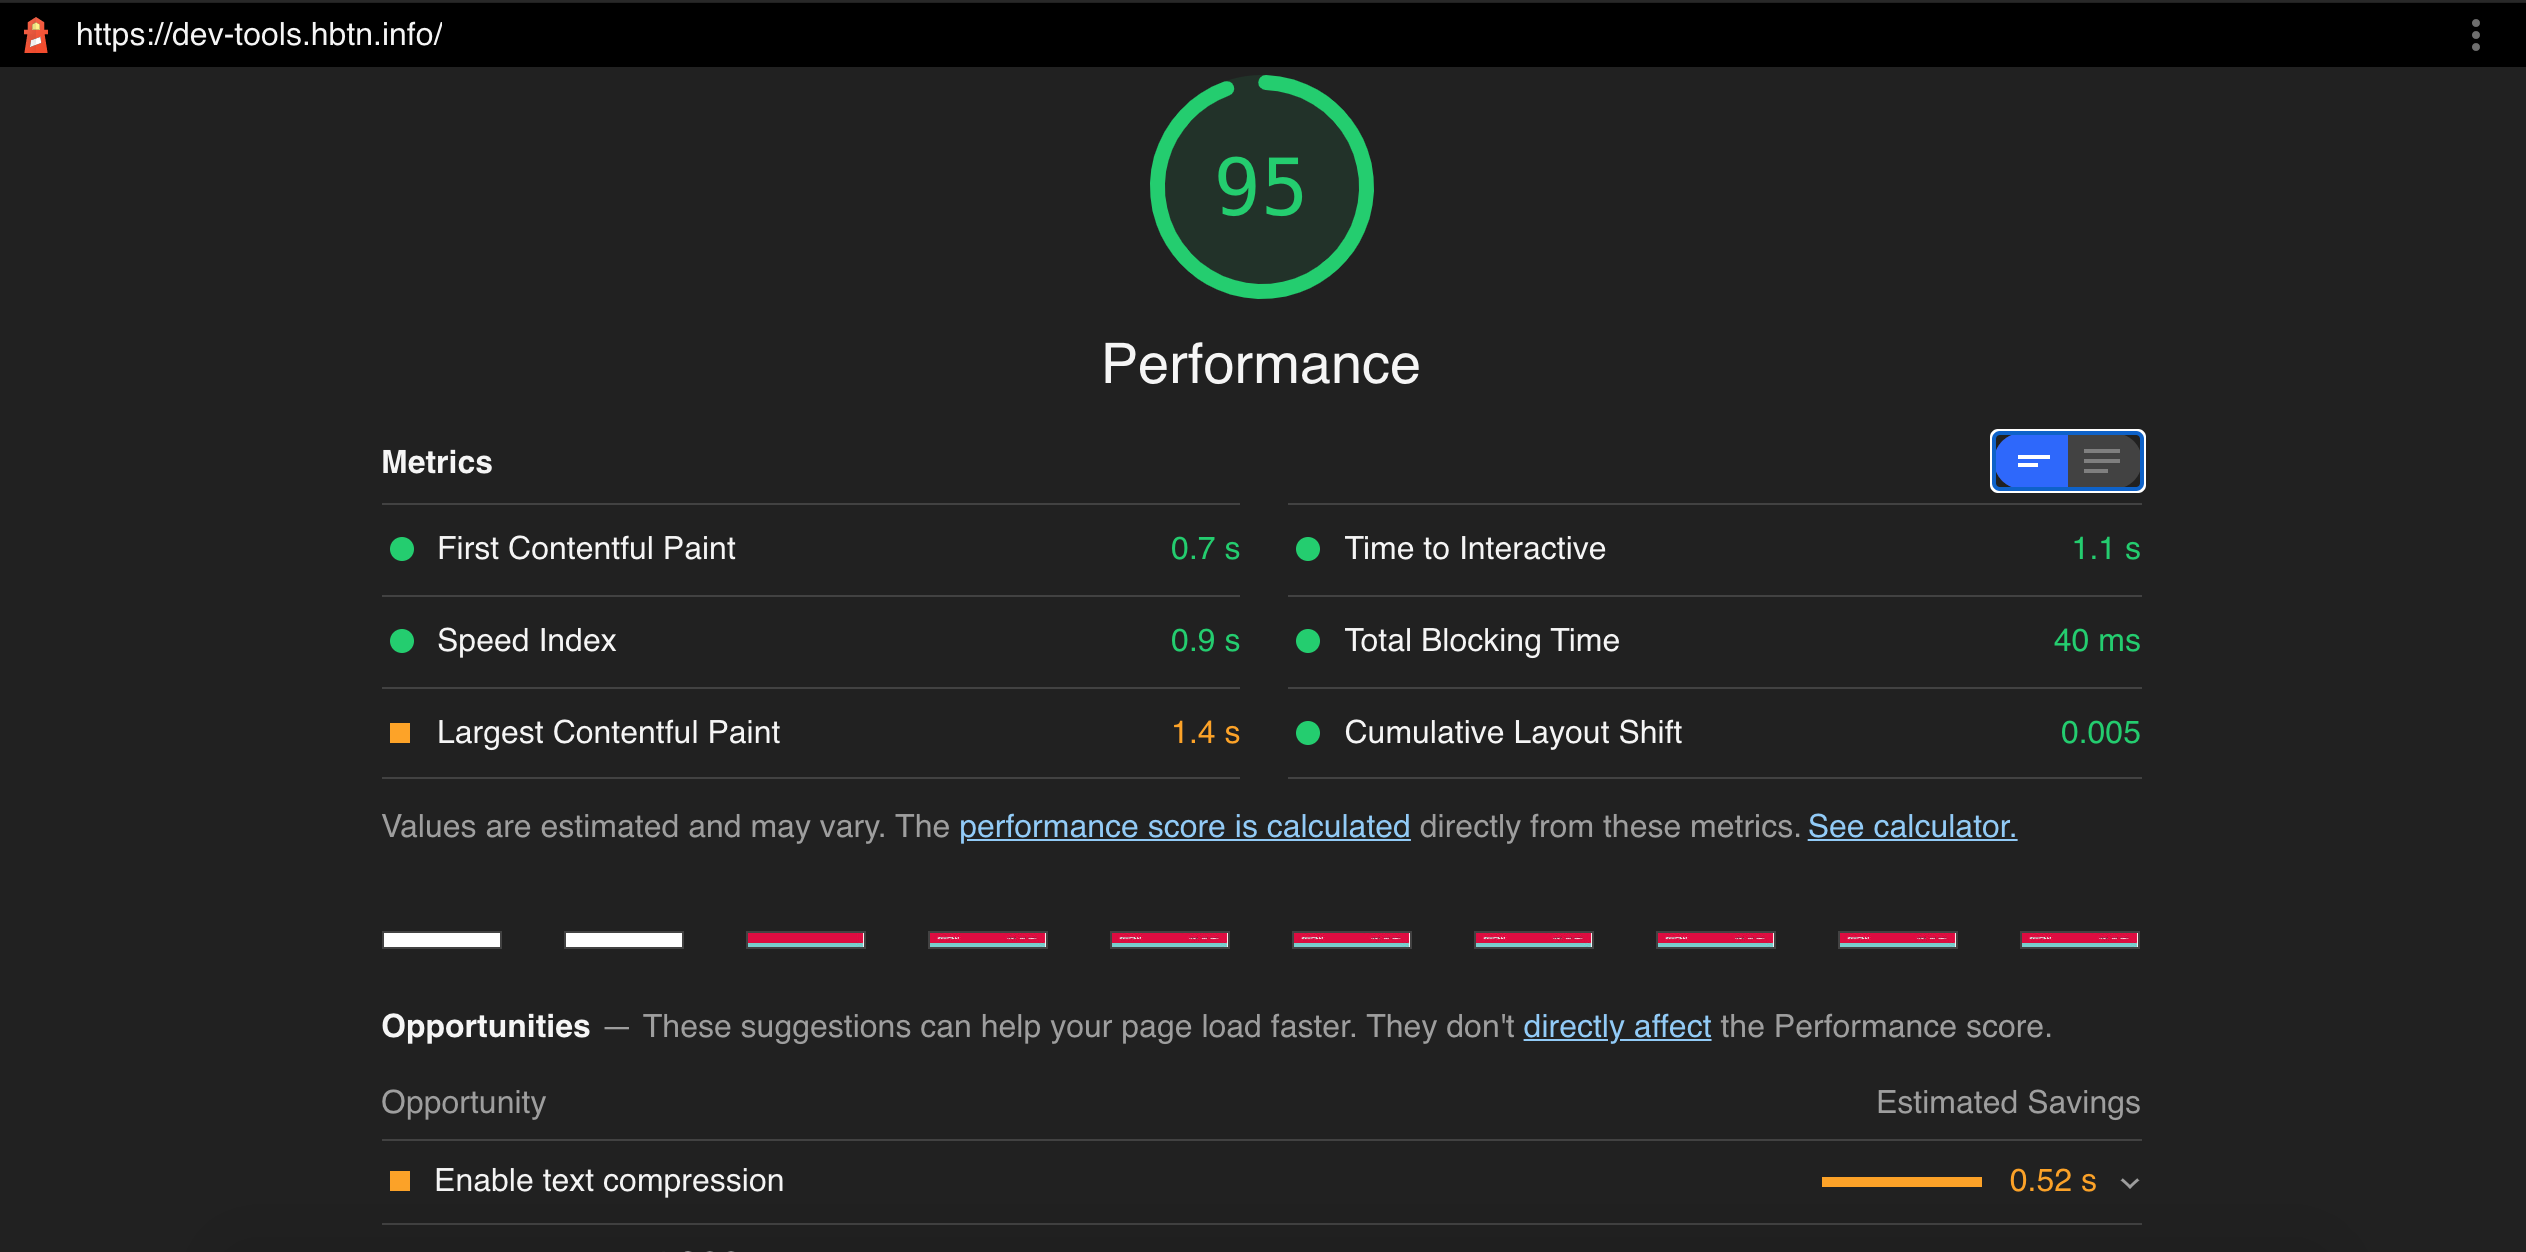 https://dev-tools.hbtn.info/
95
Performance
Metrics
First Contentful Paint 0.7 s
Time to Interactive 1.1 s
Speed Index 0.9 s
Total Blocking Time 40 ms
Largest Contentful Paint 1.4 s
Cumulative Layout Shift 0.005
Values are estimated and may vary. The performance score is calculated directly from these metrics. See calculator.
Opportunities — These suggestions can help your page load faster. They don't directly affect the Performance score.
Opportunity Estimated Savings
Enable text compression 0.52 s